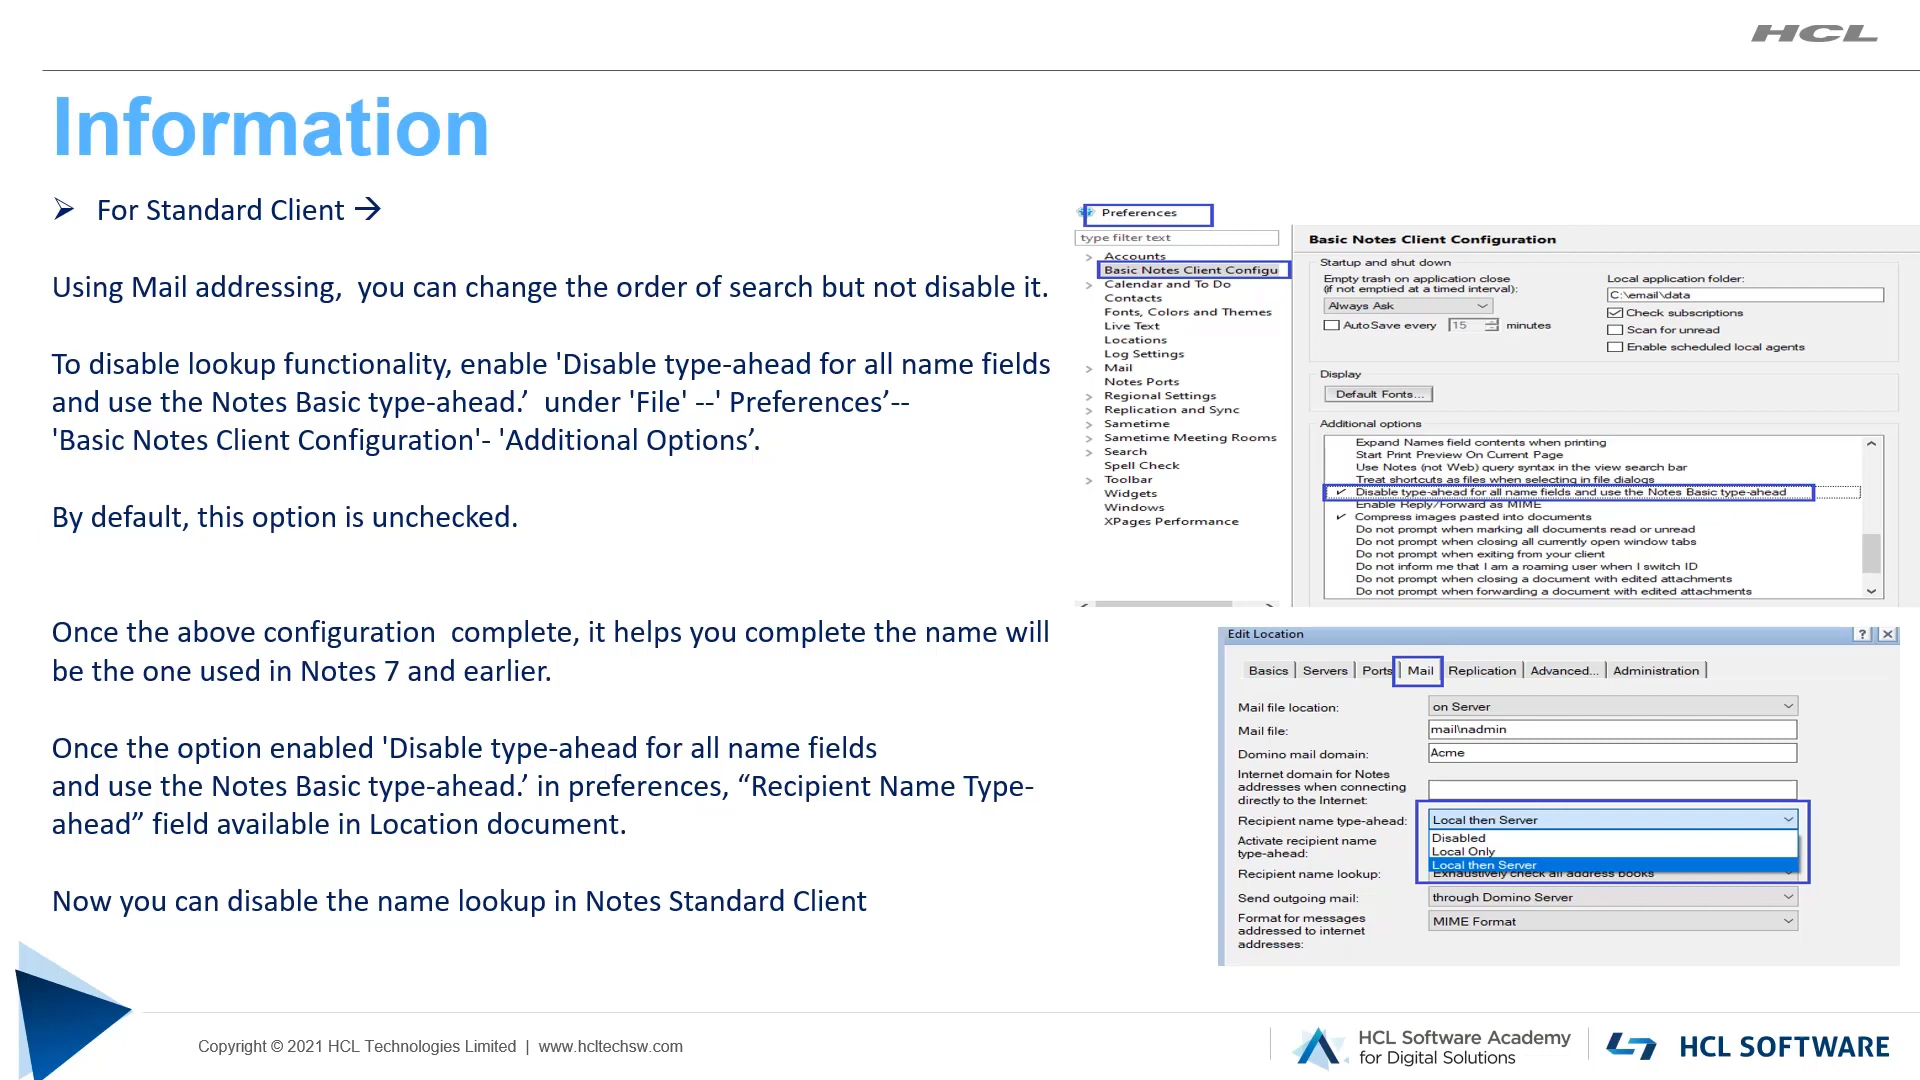 HCL
Information
➢ For Standard Client →
Using Mail addressing,  you can change the order of search but not disable it.
To disable lookup functionality, enable 'Disable type-ahead for all name fields
and use the Notes Basic type-ahead.’  under 'File' --' Preferences’--
'Basic Notes Client Configuration'- 'Additional Options’.
By default, this option is unchecked.
Once the above configuration  complete, it helps you complete the name will
be the one used in Notes 7 and earlier.
Once the option enabled 'Disable type-ahead for all name fields
and use the Notes Basic type-ahead.’ in preferences, “Recipient Name Type-
ahead” field available in Location document.
Now you can disable the name lookup in Notes Standard Client
Preferences
type filter text
Accounts
Basic Notes Client Configu
Calendar and To Do
Contacts
Fonts, Colors and Themes
Live Text
Locations
Log Settings
Mail
Notes Ports
Regional Settings
Replication and Sync
Sametime
Sametime Meeting Rooms
Search
Spell Check
Toolbar
Widgets
Windows
XPages Performance
Basic Notes Client Configuration
Startup and shut down
Empty trash on application close
(if not emptied at a timed interval):
Always Ask
AutoSave every 15 minutes
Local application folder:
C:\email\data
Check subscriptions
Scan for unread
Enable scheduled local agents
Display
Default Fonts...
Additional options
Expand Names field contents when printing
Start Print Preview On Current Page
Use Notes (not Web) query syntax in the view search bar
Treat shortcuts as files when selecting in file dialogs
Disable type-ahead for all name fields and use the Notes Basic type-ahead
Enable Reply/Forward as MIME
Compress images pasted into documents
Do not prompt when marking all documents read or unread
Do not prompt when closing all currently open window tabs
Do not prompt when exiting from your client
Do not inform me that I am a roaming user when I switch ID
Do not prompt when closing a document with edited attachments
Do not prompt when forwarding a document with edited attachments
Edit Location
Basics Servers Ports Mail Replication Advanced... Administration
Mail file location: on Server
Mail file: mail\nadmin
Domino mail domain: Acme
Internet domain for Notes
addresses when connecting
directly to the Internet:
Recipient name type-ahead: Local then Server
Disabled
Local Only
Local then Server
Activate recipient name
type-ahead:
Recipient name lookup: Exhaustively check all address books
Send outgoing mail: through Domino Server
Format for messages
addressed to internet
addresses:
MIME Format
Copyright © 2021 HCL Technologies Limited | www.hcltechsw.com
HCL Software Academy
for Digital Solutions
HCL SOFTWARE